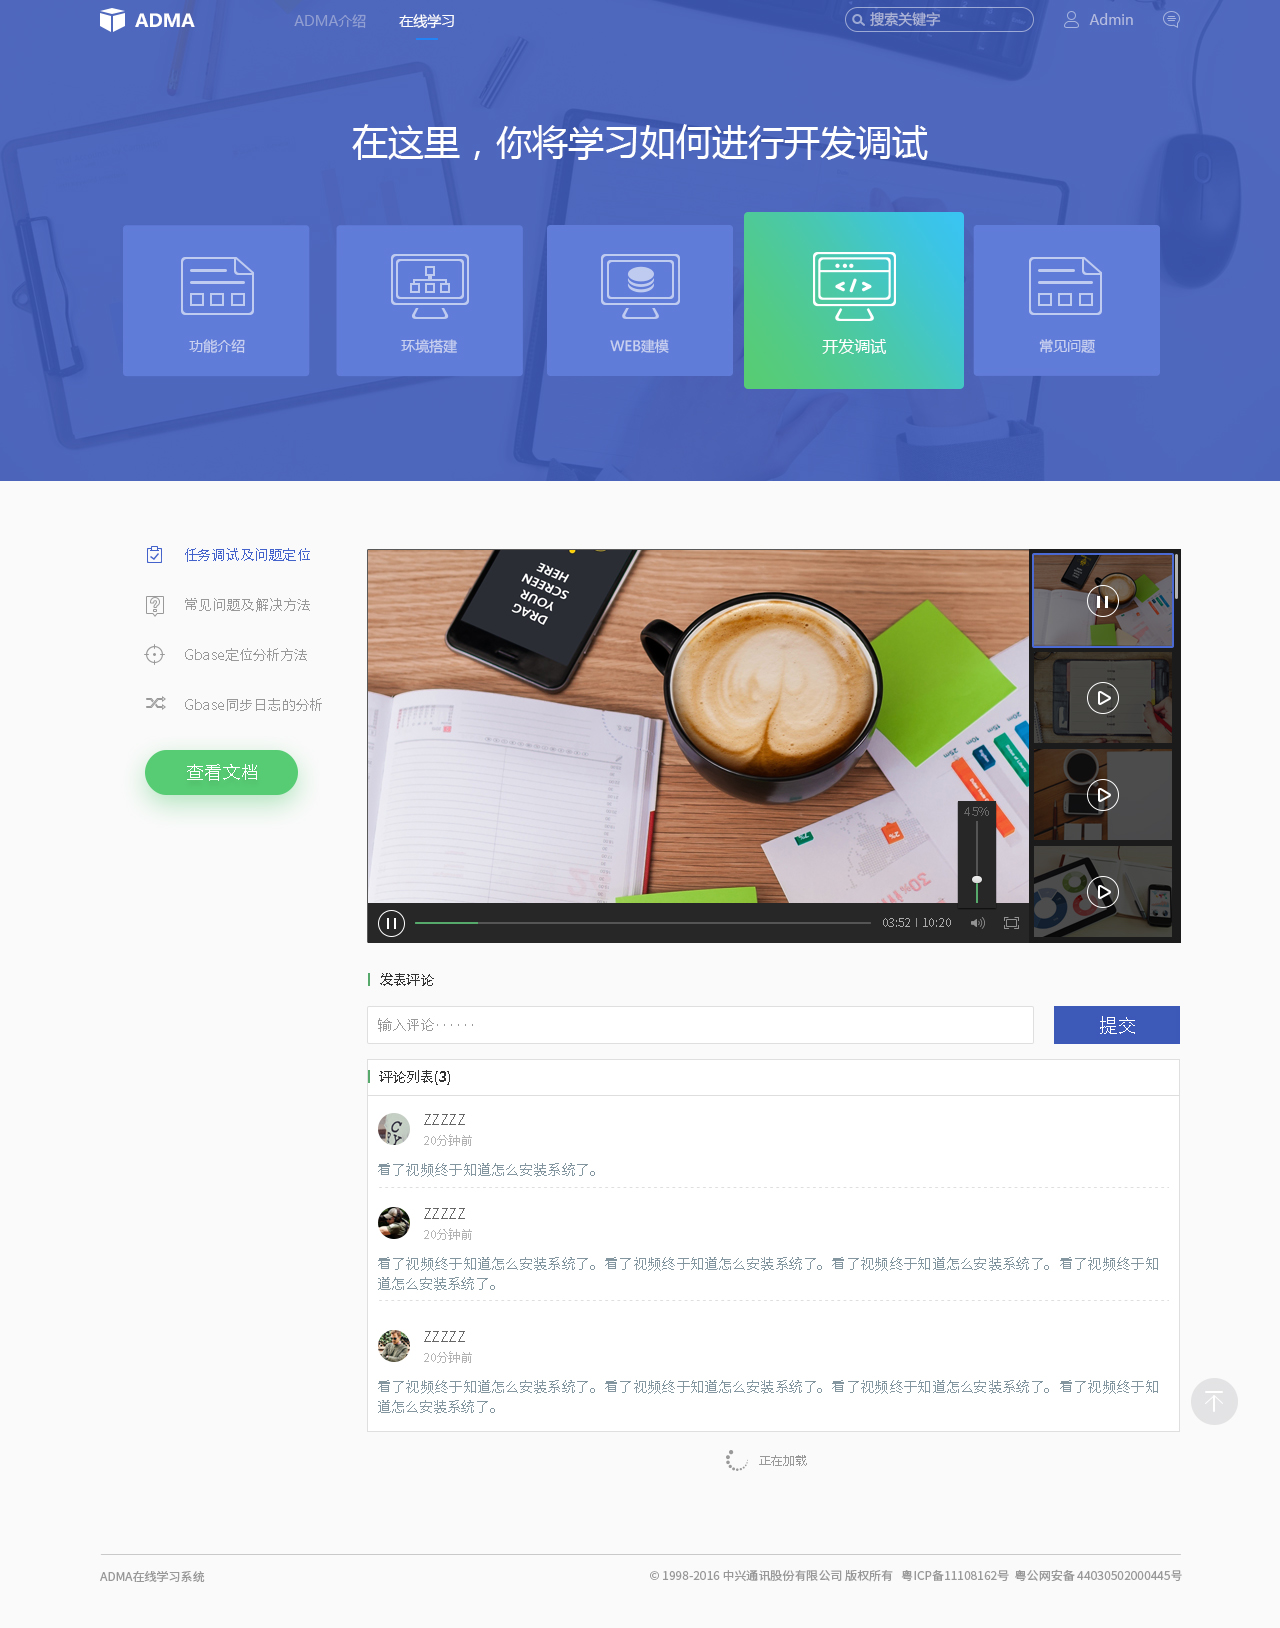 ADMA
ADMA介绍
在线学习
搜索关键字
Admin
在这里，你将学习如何进行开发调试
功能介绍
环境搭建
WEB建模
开发调试
常见问题
任务调试及问题定位
常见问题及解决方法
Gbase定位分析方法
Gbase同步日志的分析
查看文档
DRAG
YOUR
SCREEN
HERE
45%
03:52 | 10:20
发表评论
输入评论······
提交
评论列表(3)
ZZZZZ
20分钟前
看了视频终于知道怎么安装系统了。
ZZZZZ
20分钟前
看了视频终于知道怎么安装系统了。看了视频终于知道怎么安装系统了。看了视频终于知道怎么安装系统了。看了视频终于知
道怎么安装系统了。
ZZZZZ
20分钟前
看了视频终于知道怎么安装系统了。看了视频终于知道怎么安装系统了。看了视频终于知道怎么安装系统了。看了视频终于知
道怎么安装系统了。
正在加载
ADMA在线学习系统
© 1998-2016 中兴通讯股份有限公司 版权所有 粤ICP备11108162号 粤公网安备 44030502000445号